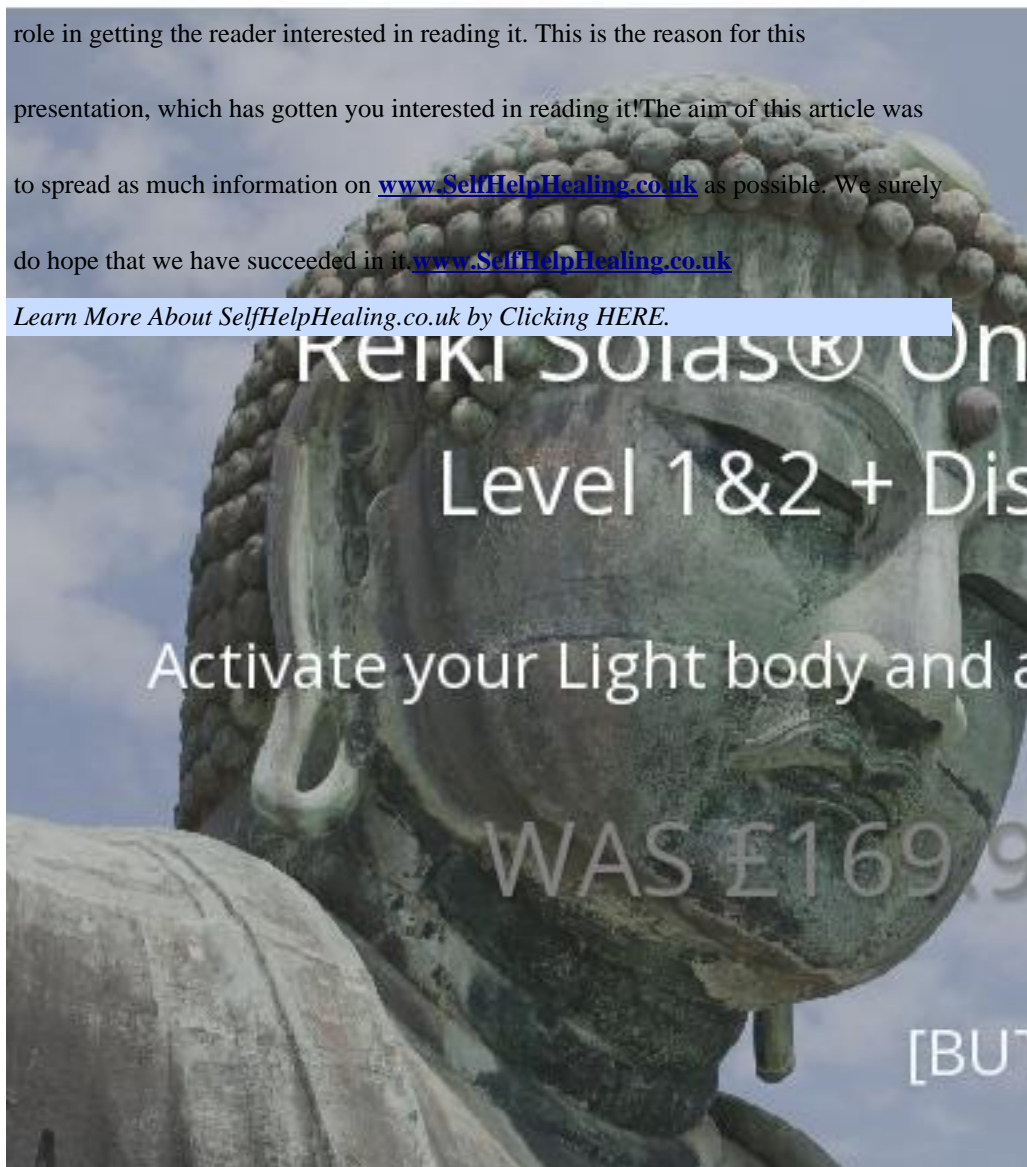 role in getting the reader interested in reading it. This is the reason for this
presentation, which has gotten you interested in reading it!The aim of this article was
to spread as much information on www.SelfHelpHealing.co.uk as possible. We surely
do hope that we have succeeded in it.www.SelfHelpHealing.co.uk
Learn More About SelfHelpHealing.co.uk by Clicking HERE.
Reiki Solas® On
Level 1&2 + Dis
Activate your Light body and a
WAS £169.9
[BUT